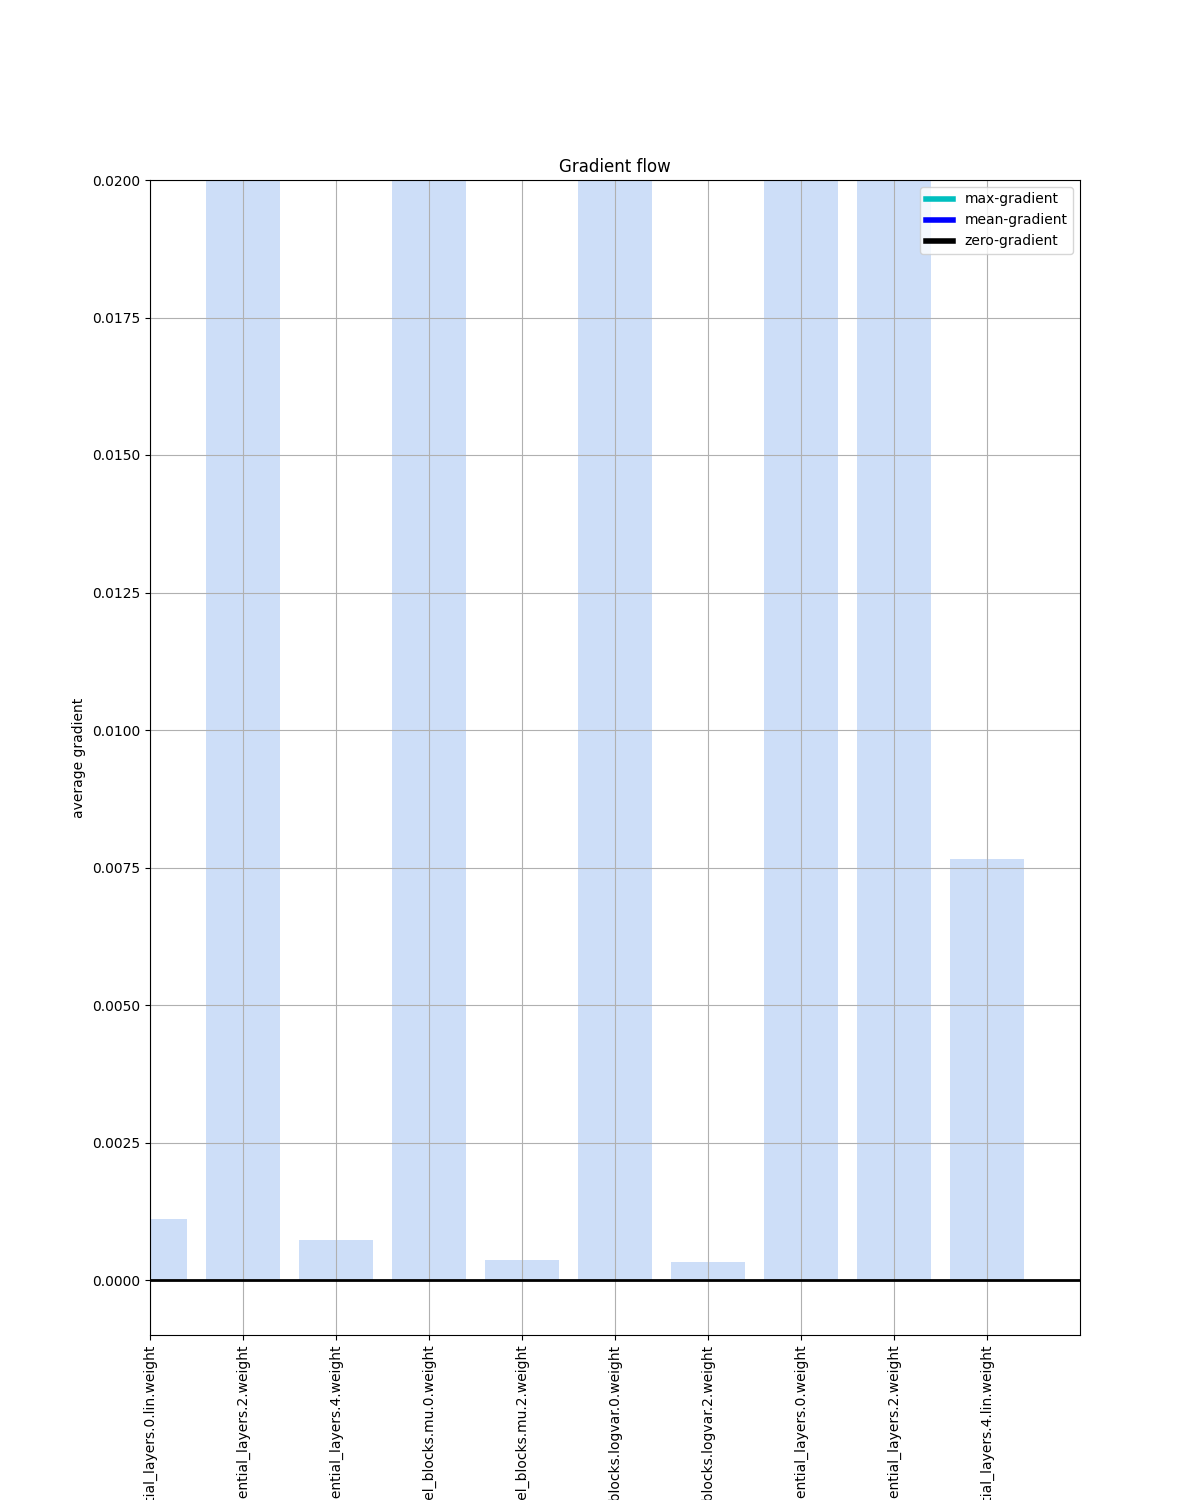 Gradient flow
max-gradient
mean-gradient
zero-gradient
0.0200
0.0175
0.0150
0.0125
0.0100
0.0075
0.0050
0.0025
0.0000
average gradient
tial_layers.0.lin.weight
ential_layers.2.weight
ential_layers.4.weight
el_blocks.mu.0.weight
el_blocks.mu.2.weight
blocks.logvar.0.weight
blocks.logvar.2.weight
ential_layers.0.weight
ential_layers.2.weight
tial_layers.4.lin.weight